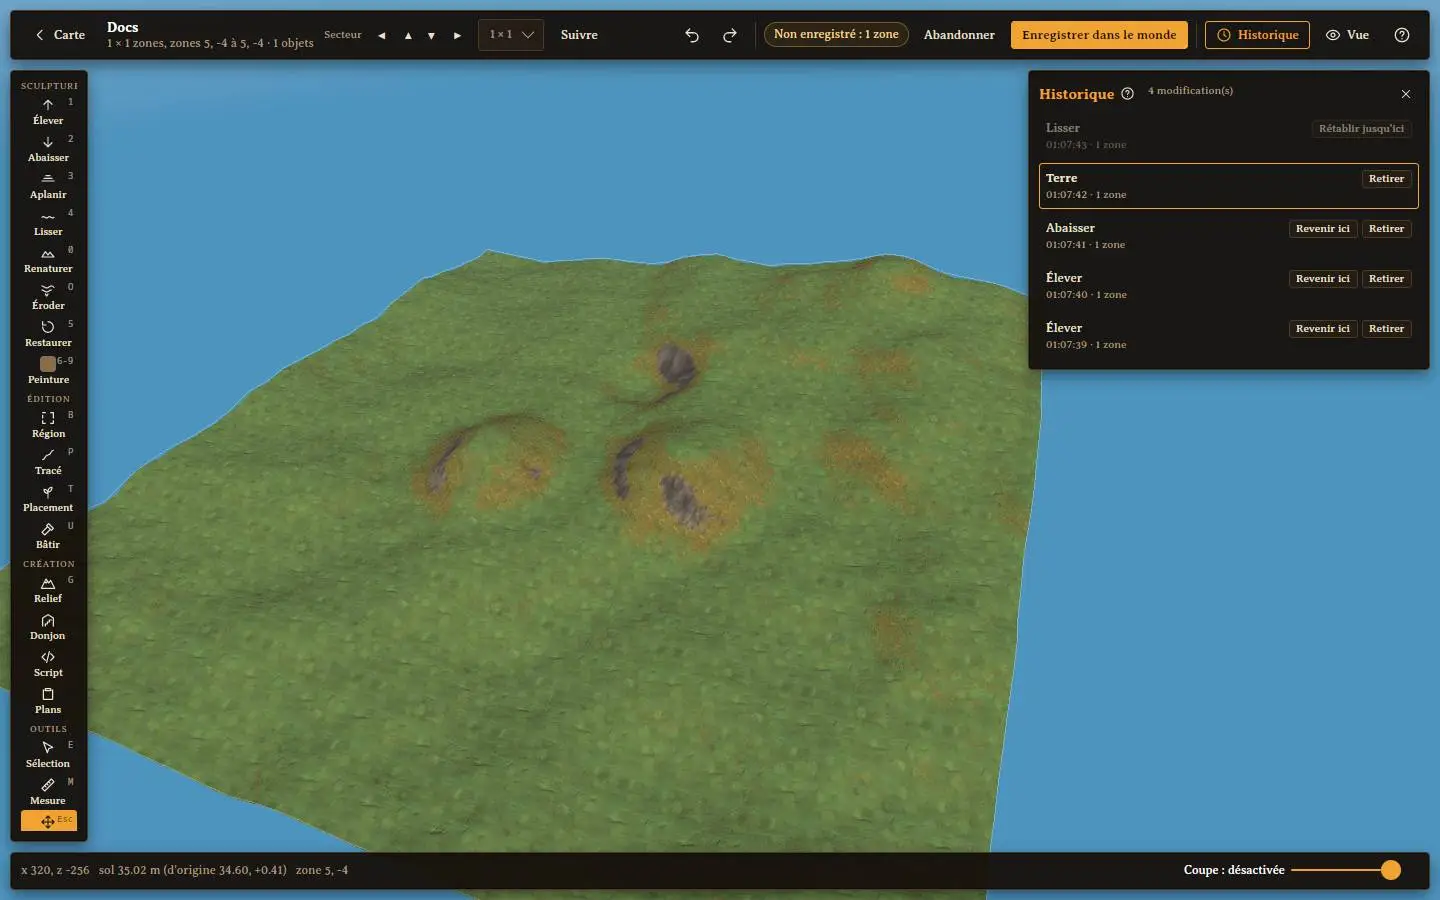 Carte
Docs
1 × 1 zones, zones 5, -4 à 5, -4 · 1 objets
Secteur
1 × 1
Suivre
Non enregistré : 1 zone
Abandonner
Enregistrer dans le monde
Historique
Vue
SCULPTURE
1
Élever
2
Abaisser
3
Aplanir
4
Lisser
0
Renaturer
O
Éroder
5
Restaurer
6-9
Peinture
ÉDITION
B
Région
P
Tracé
T
Placement
U
Bâtir
CRÉATION
G
Relief
Donjon
Script
Plans
OUTILS
E
Sélection
M
Mesure
Esc
Historique
4 modification(s)
Lisser
Rétablir jusqu'ici
01:07:43 · 1 zone
Terre
Retirer
01:07:42 · 1 zone
Abaisser
Revenir ici
Retirer
01:07:41 · 1 zone
Élever
Revenir ici
Retirer
01:07:40 · 1 zone
Élever
Revenir ici
Retirer
01:07:39 · 1 zone
x 320, z -256 sol 35.02 m (d'origine 34.60, +0.41) zone 5, -4
Coupe : désactivée